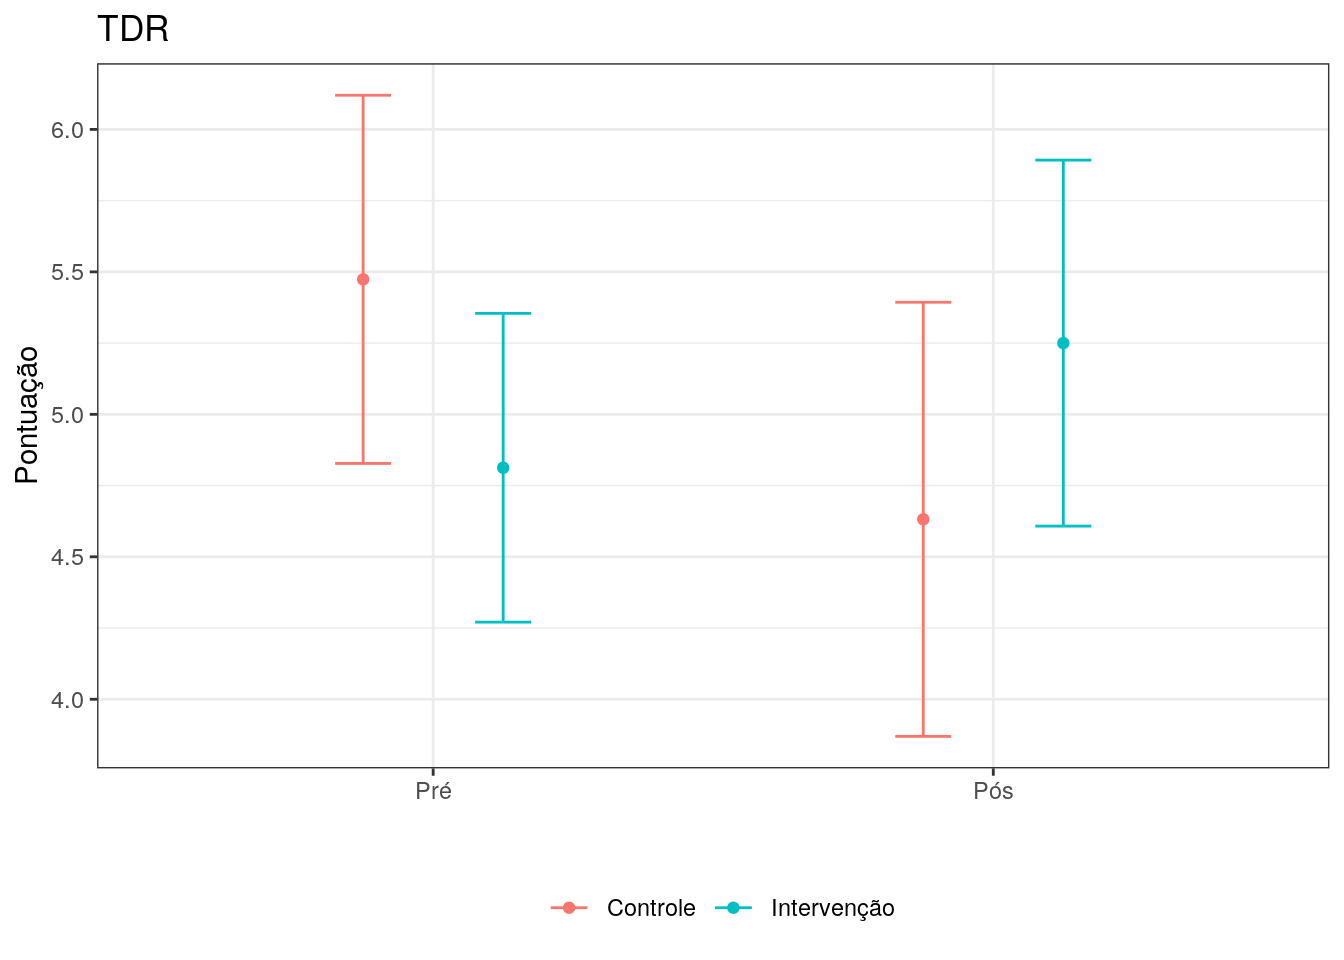 TDR
Pontuação
6.0
5.5
5.0
4.5
4.0
Pré Pós
Controle Intervenção